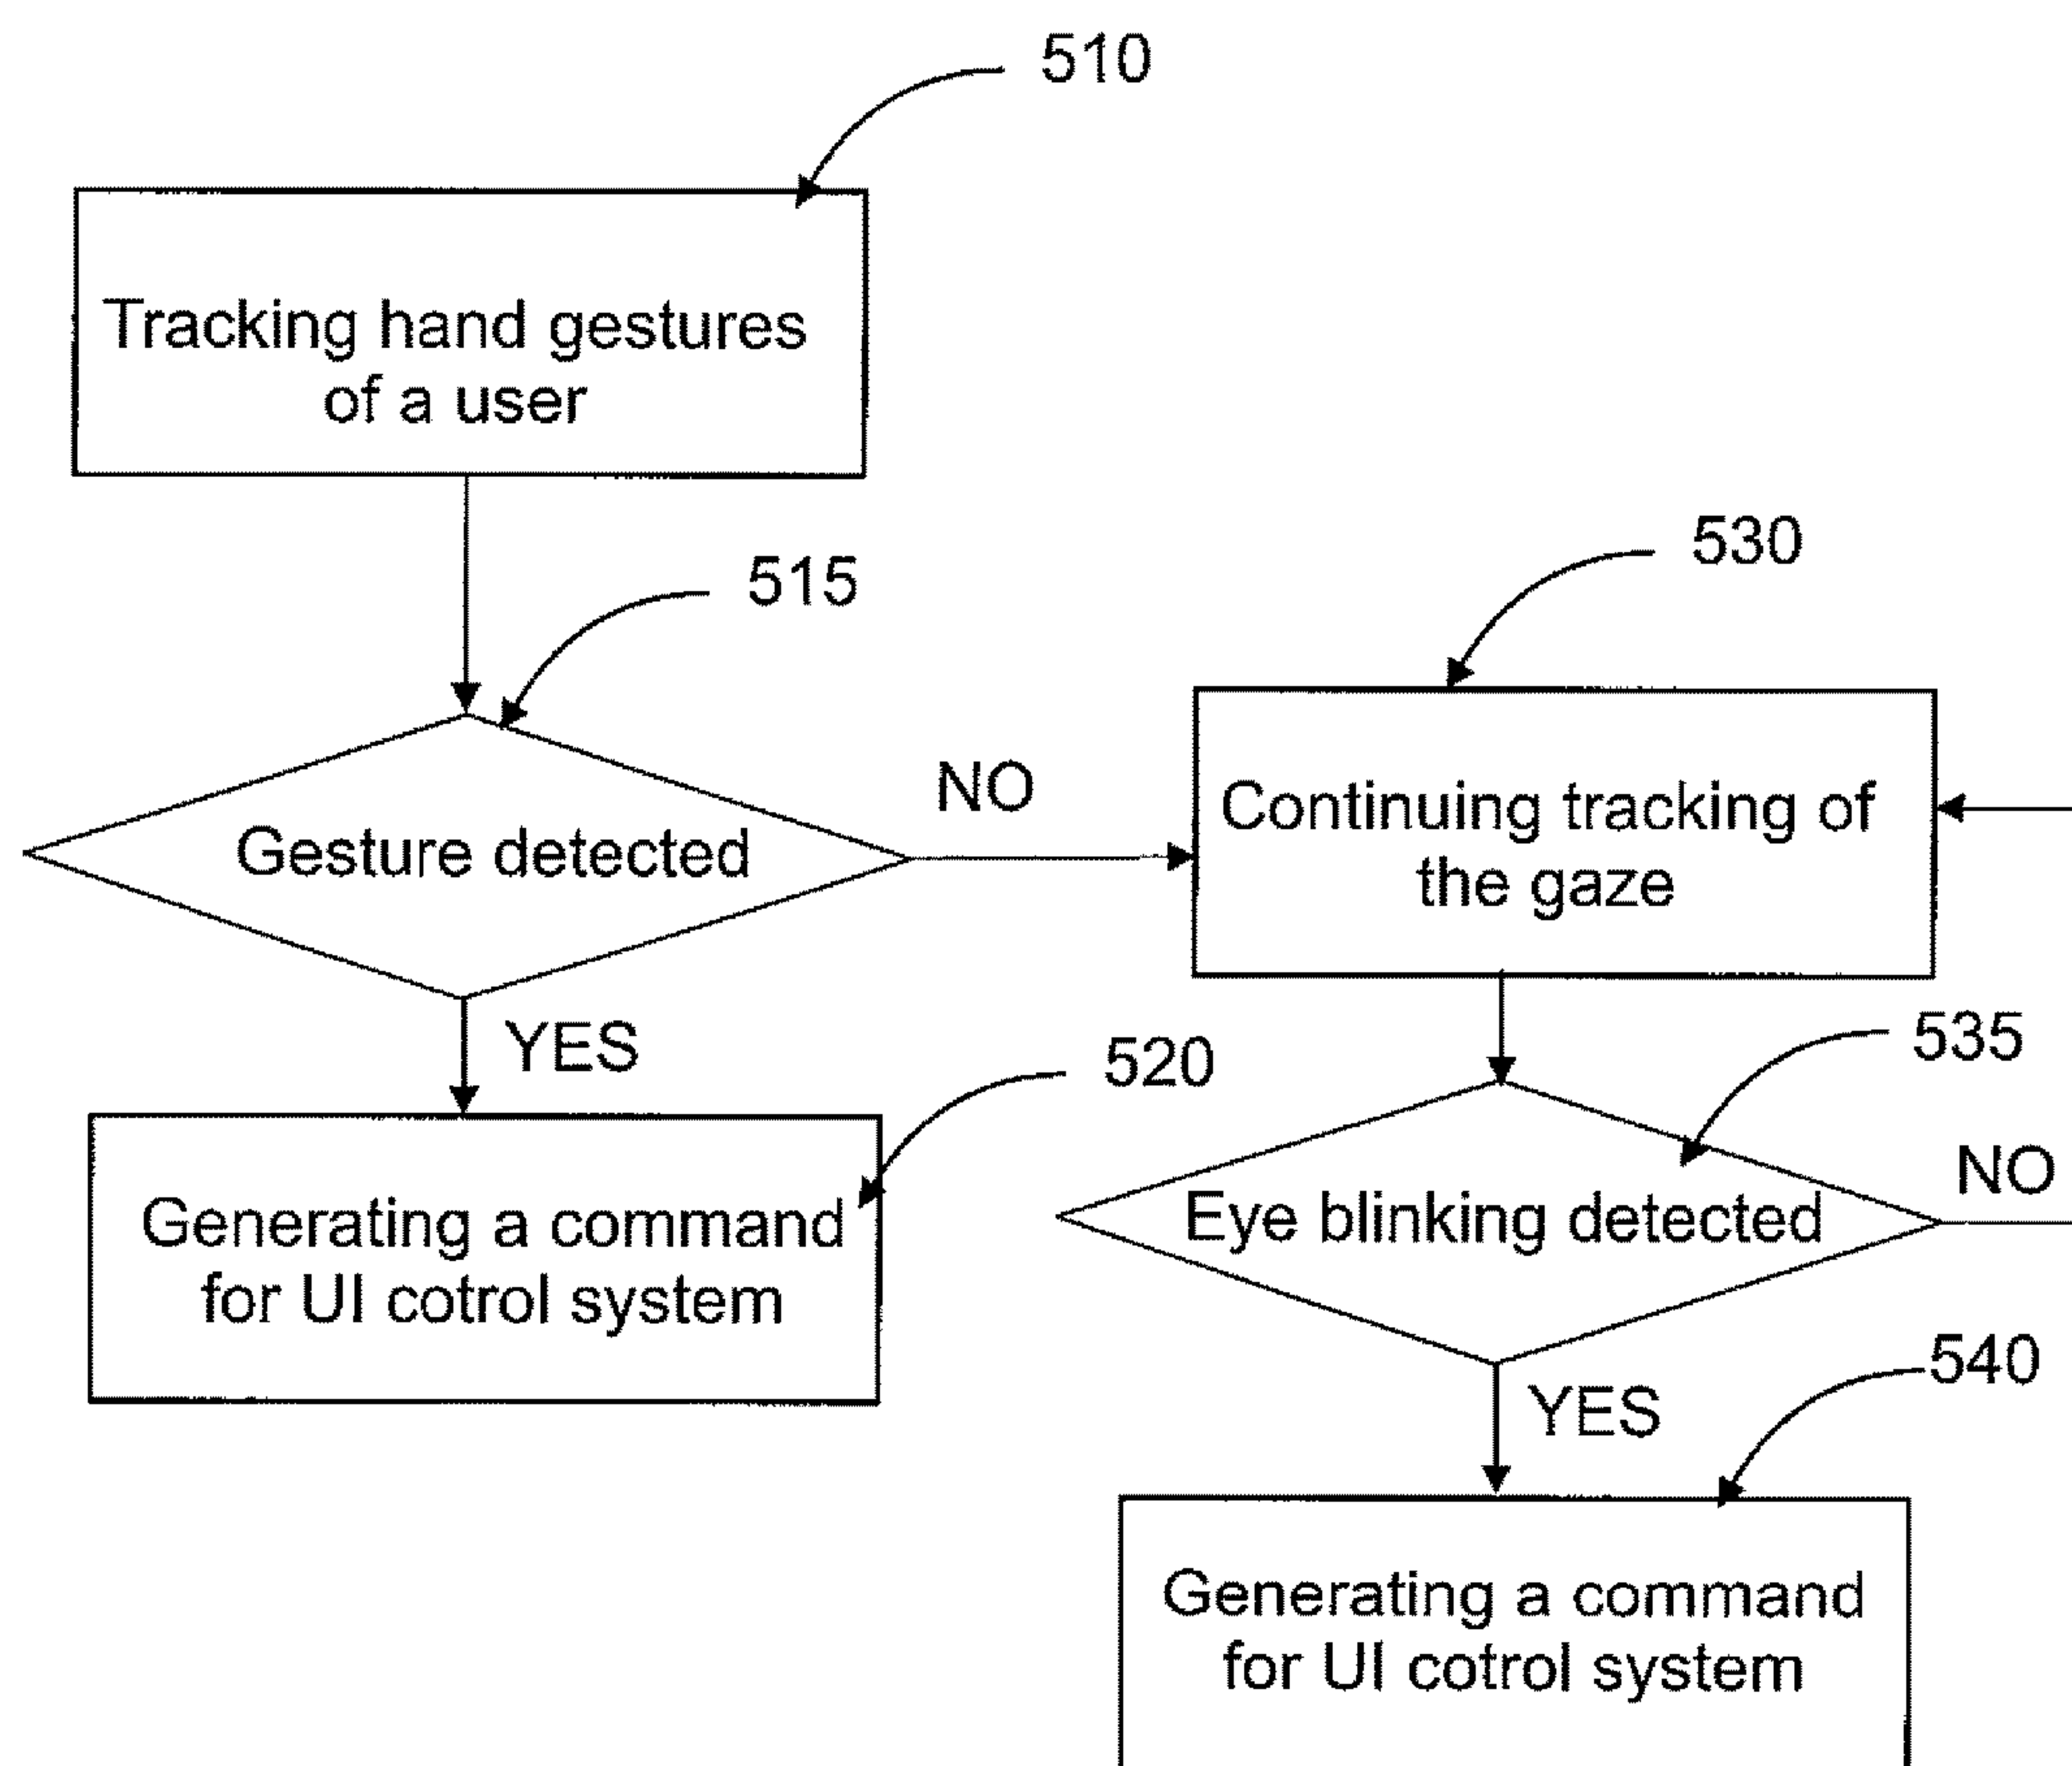 510
Tracking hand gestures
of a user
515
530
Gesture detected
NO
Continuing tracking of
the gaze
YES
520
535
Generating a command
for UI cotrol system
Eye blinking detected
NO
540
YES
Generating a command
for UI cotrol system